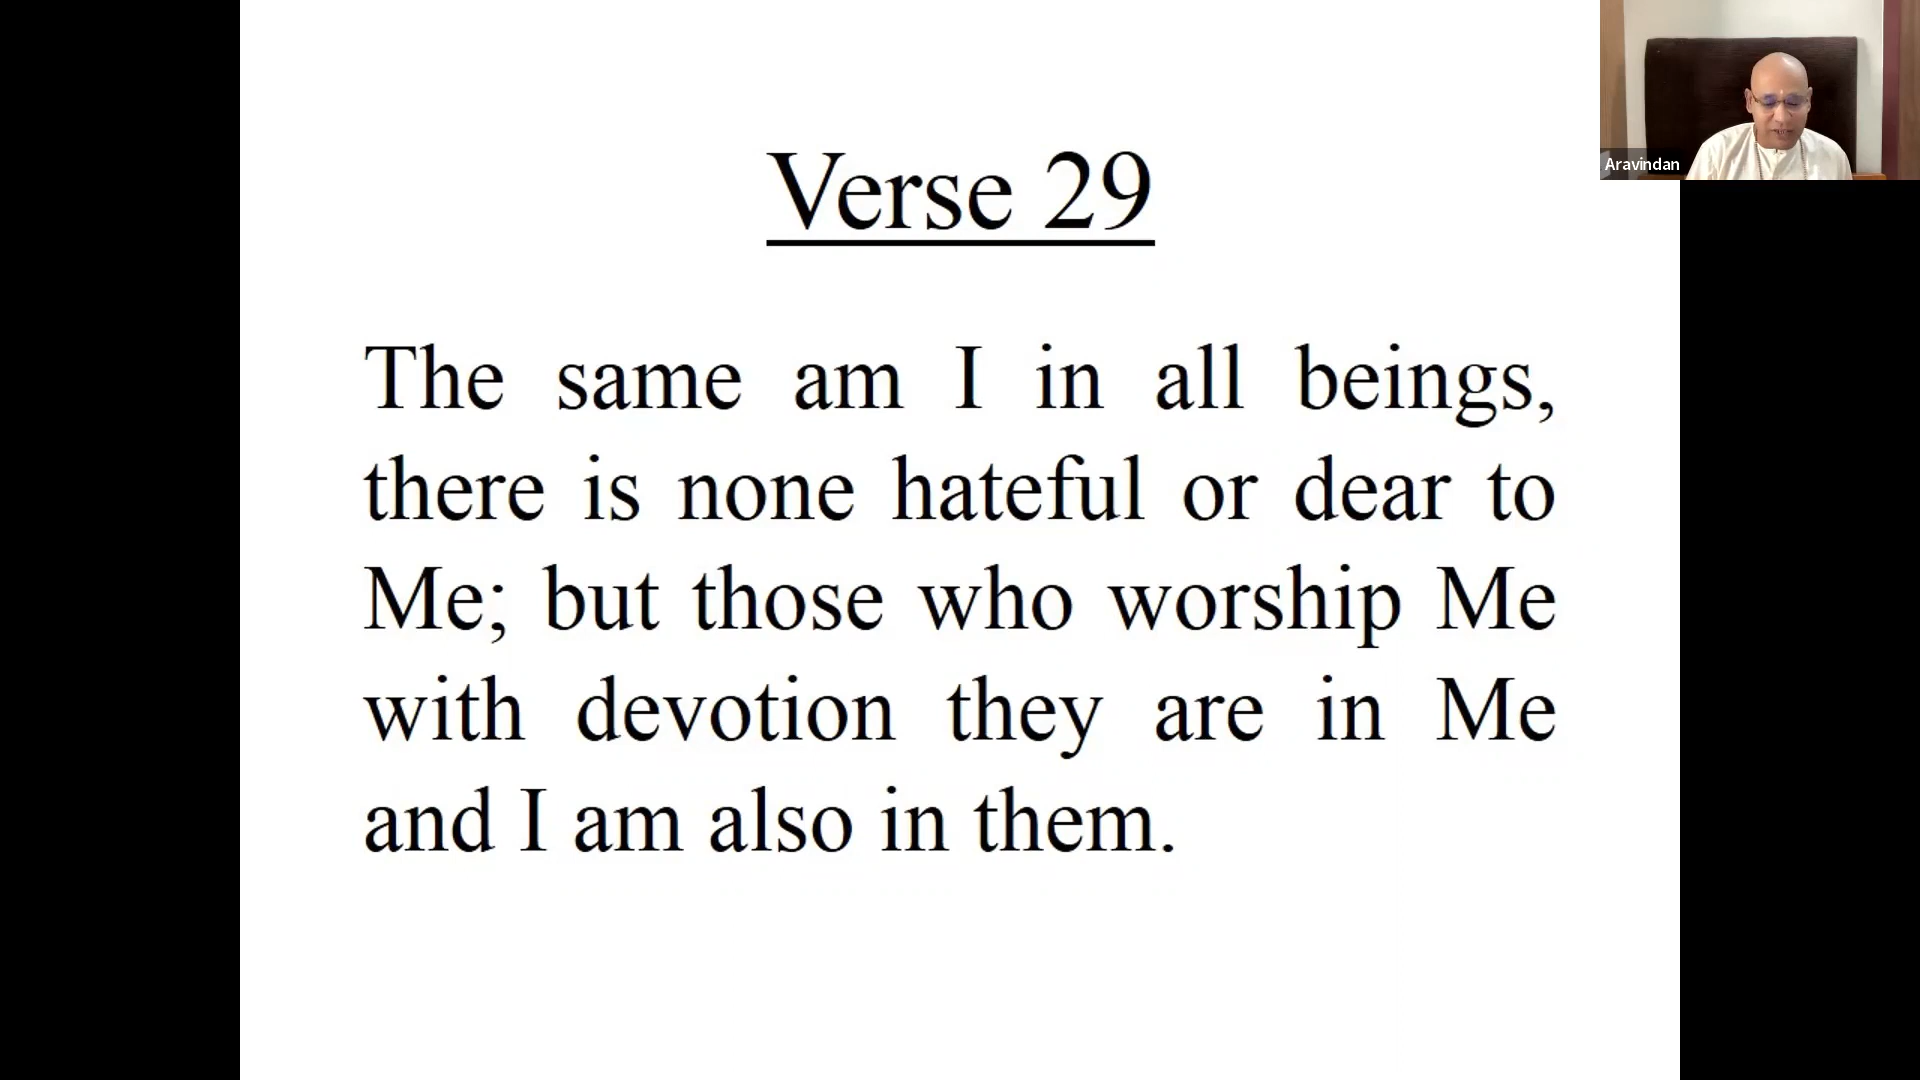 Verse 29
The same am I in all beings,
there is none hateful or dear to
Me; but those who worship Me
with devotion they are in Me
and I am also in them.
Aravindan